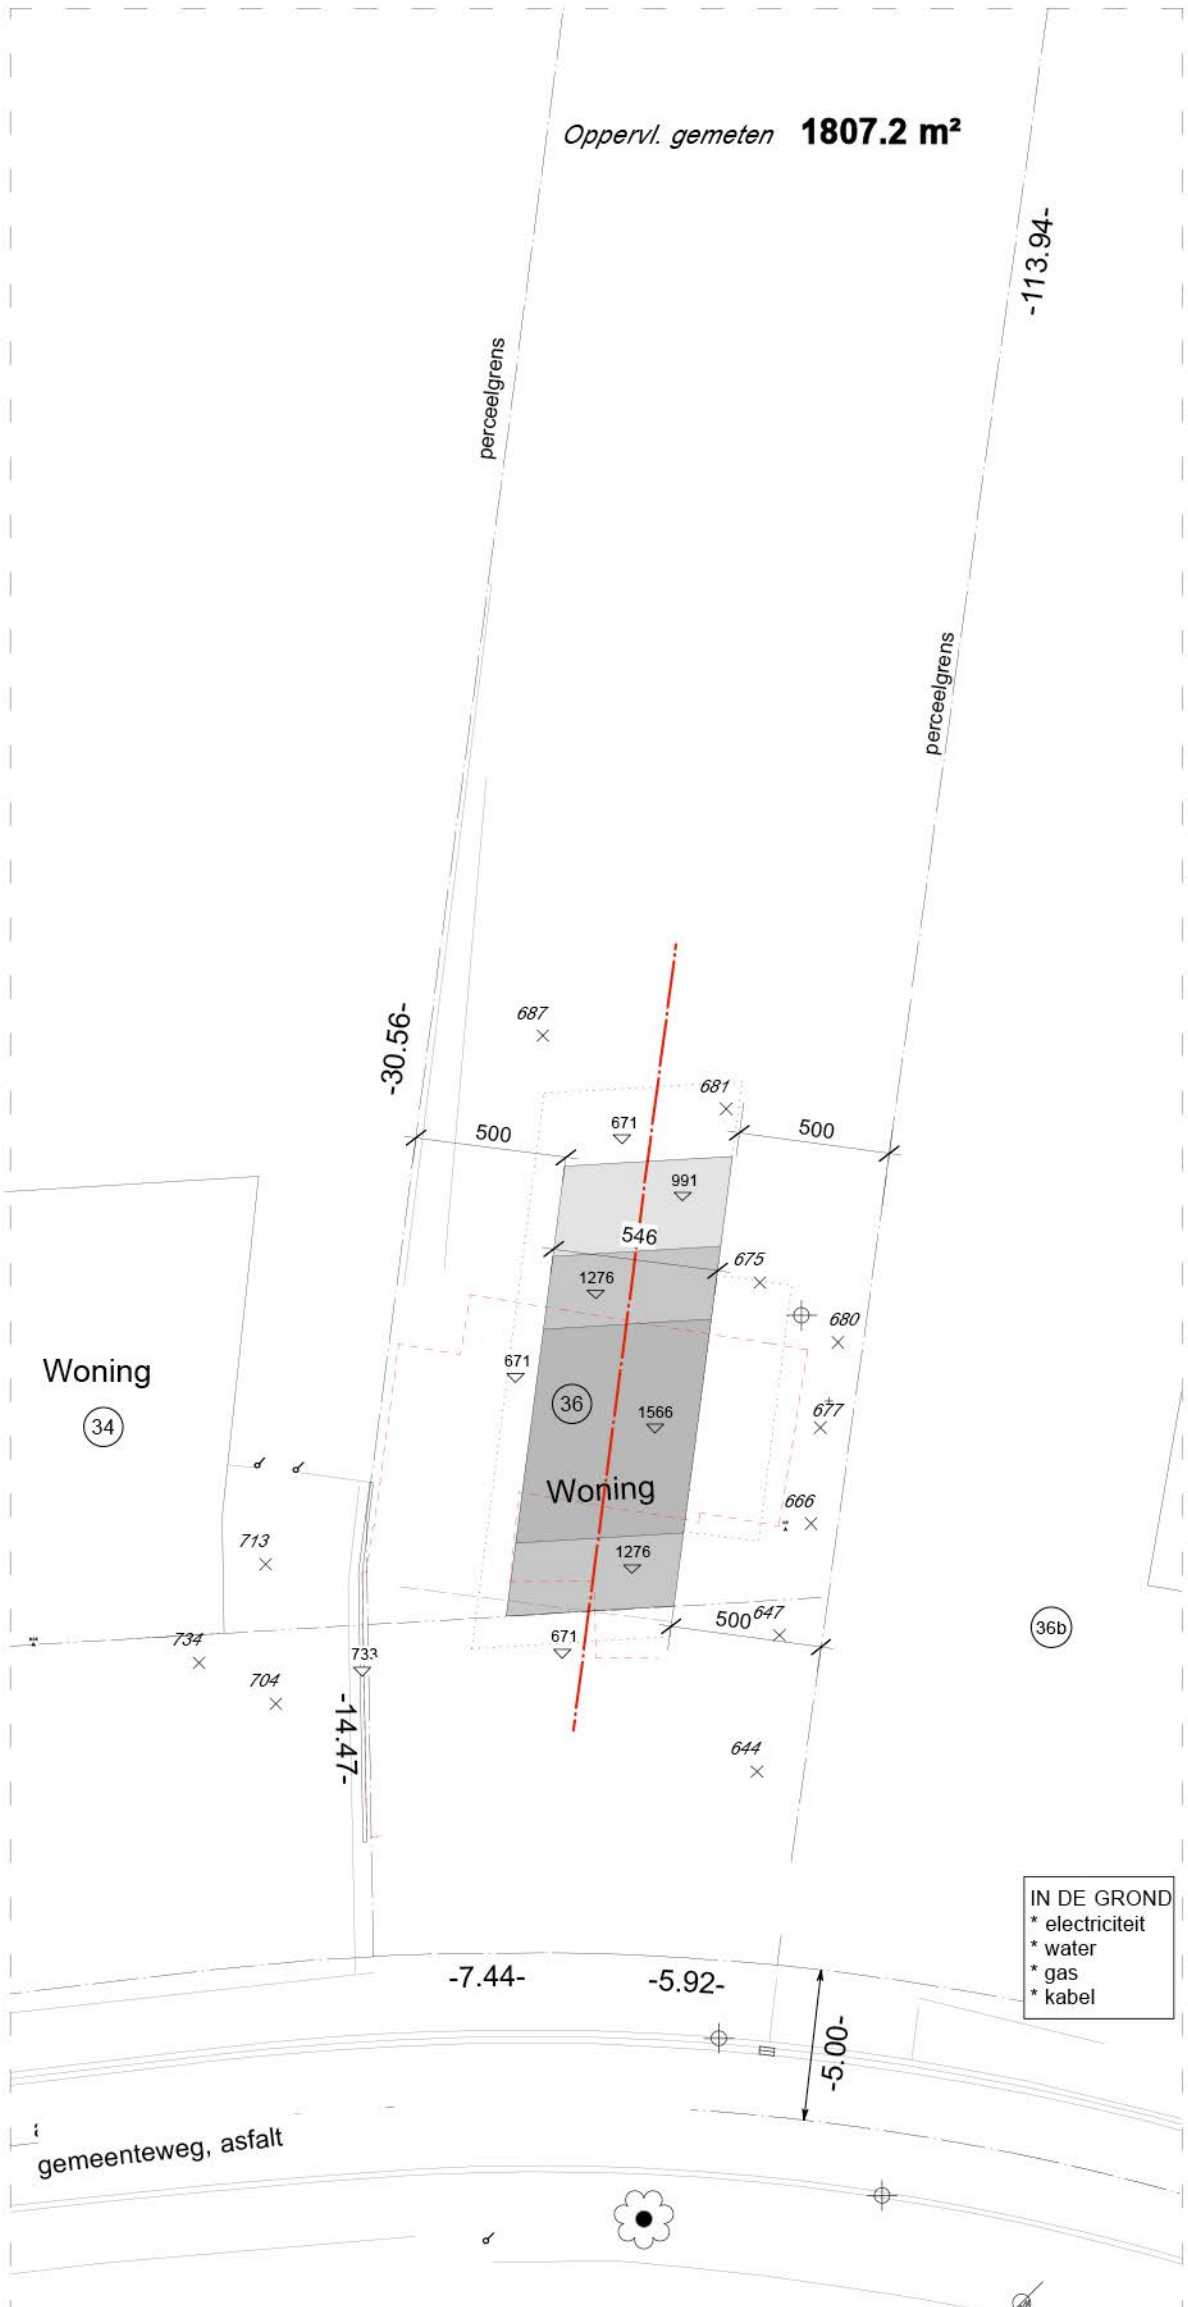 Oppervl. gemeten 1807.2 m²
-113.94-
perceelgrens
perceelgrens
-30.56-
687
681
671
500
500
991
546
675
1276
680
671
Woning
34
36
1566
677
Woning
666
713
1276
500
647
36b
671
734
733
704
-14.47-
644
IN DE GROND
* electriciteit
* water
* gas
* kabel
-7.44-
-5.92-
-5.00-
gemeenteweg, asfalt